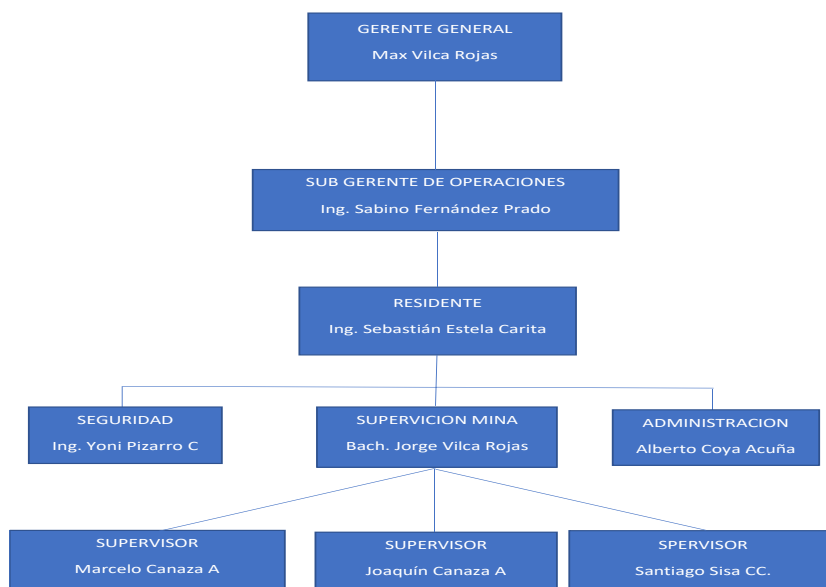 GERENTE GENERAL
Max Vilca Rojas
SUB GERENTE DE OPERACIONES
Ing. Sabino Fernández Prado
RESIDENTE
Ing. Sebastián Estela Carita
SEGURIDAD
Ing. Yoni Pizarro C
SUPERVICION MINA
Bach. Jorge Vilca Rojas
ADMINISTRACION
Alberto Coya Acuña
SUPERVISOR
Marcelo Canaza A
SUPERVISOR
Joaquín Canaza A
SPERVISOR
Santiago Sisa CC.